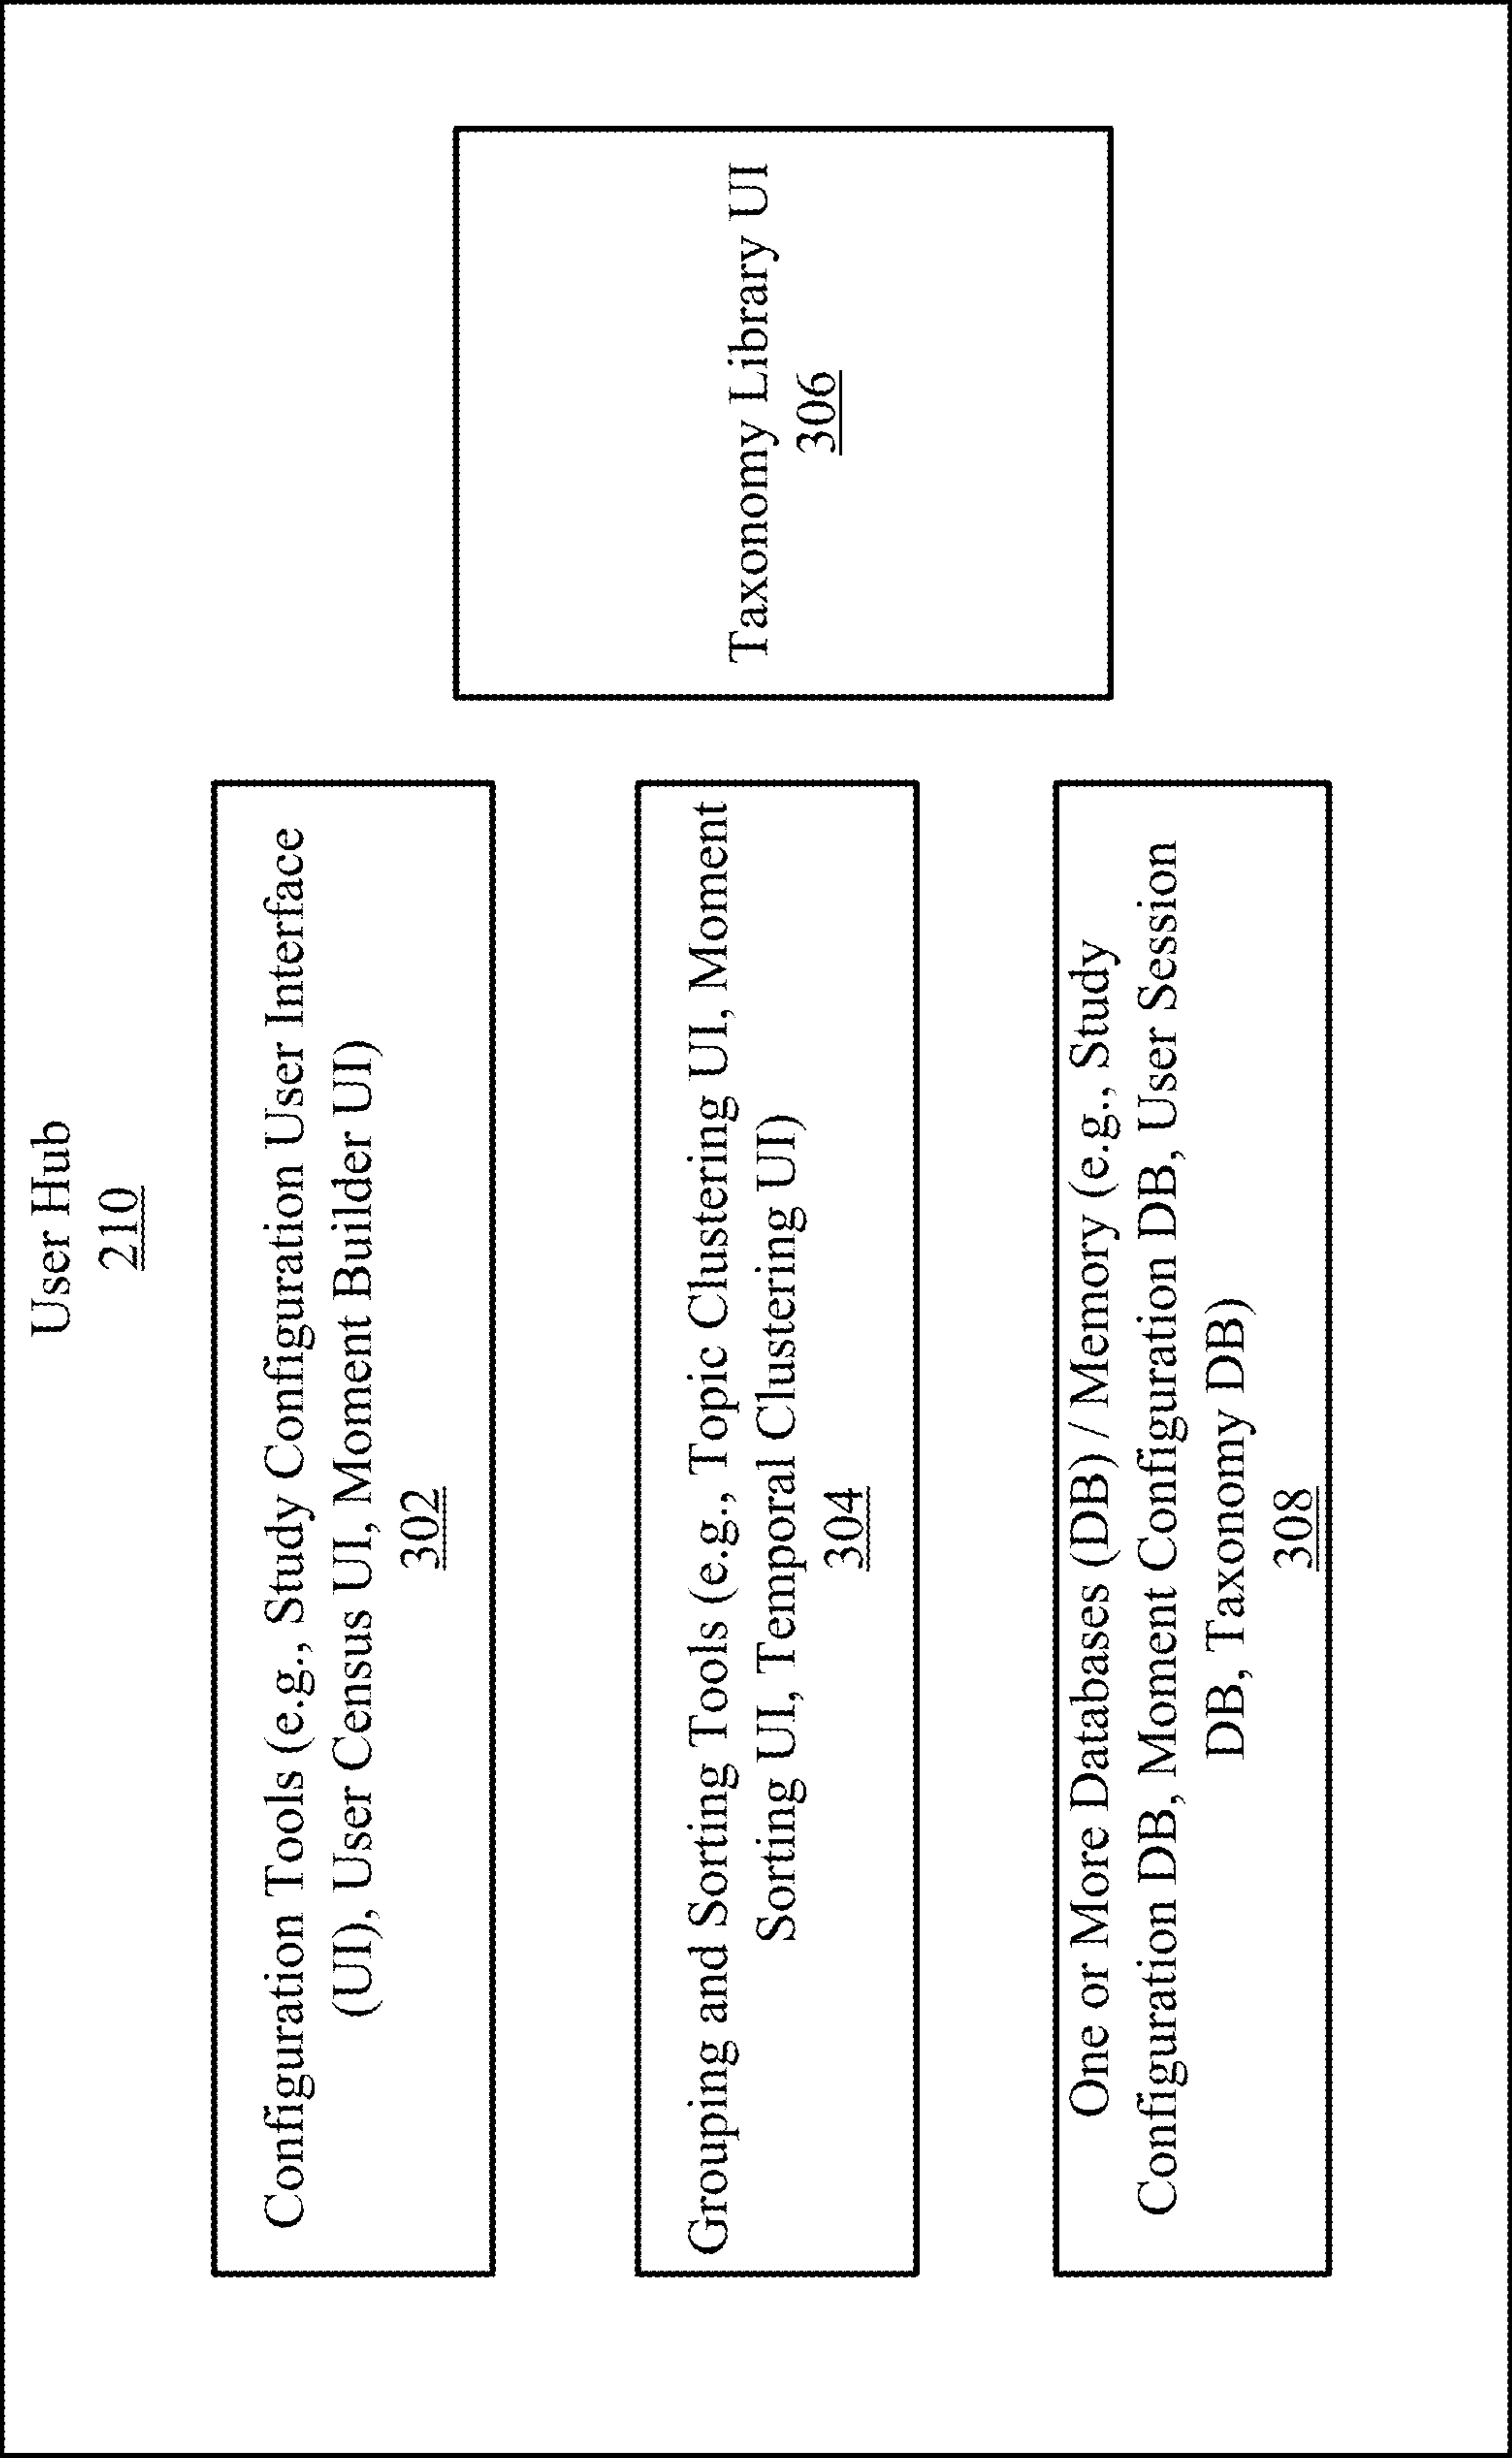 User Hub
210
Configuration Tools (e.g., Study Configuration User Interface
(UI), User Census UI, Moment Builder UI)
302
Grouping and Sorting Tools (e.g., Topic Clustering UI, Moment
Sorting UI, Temporal Clustering UI)
304
One or More Databases (DB) / Memory (e.g., Study
Configuration DB, Moment Configuration DB, User Session
DB, Taxonomy DB)
308
Taxonomy Library UI
306